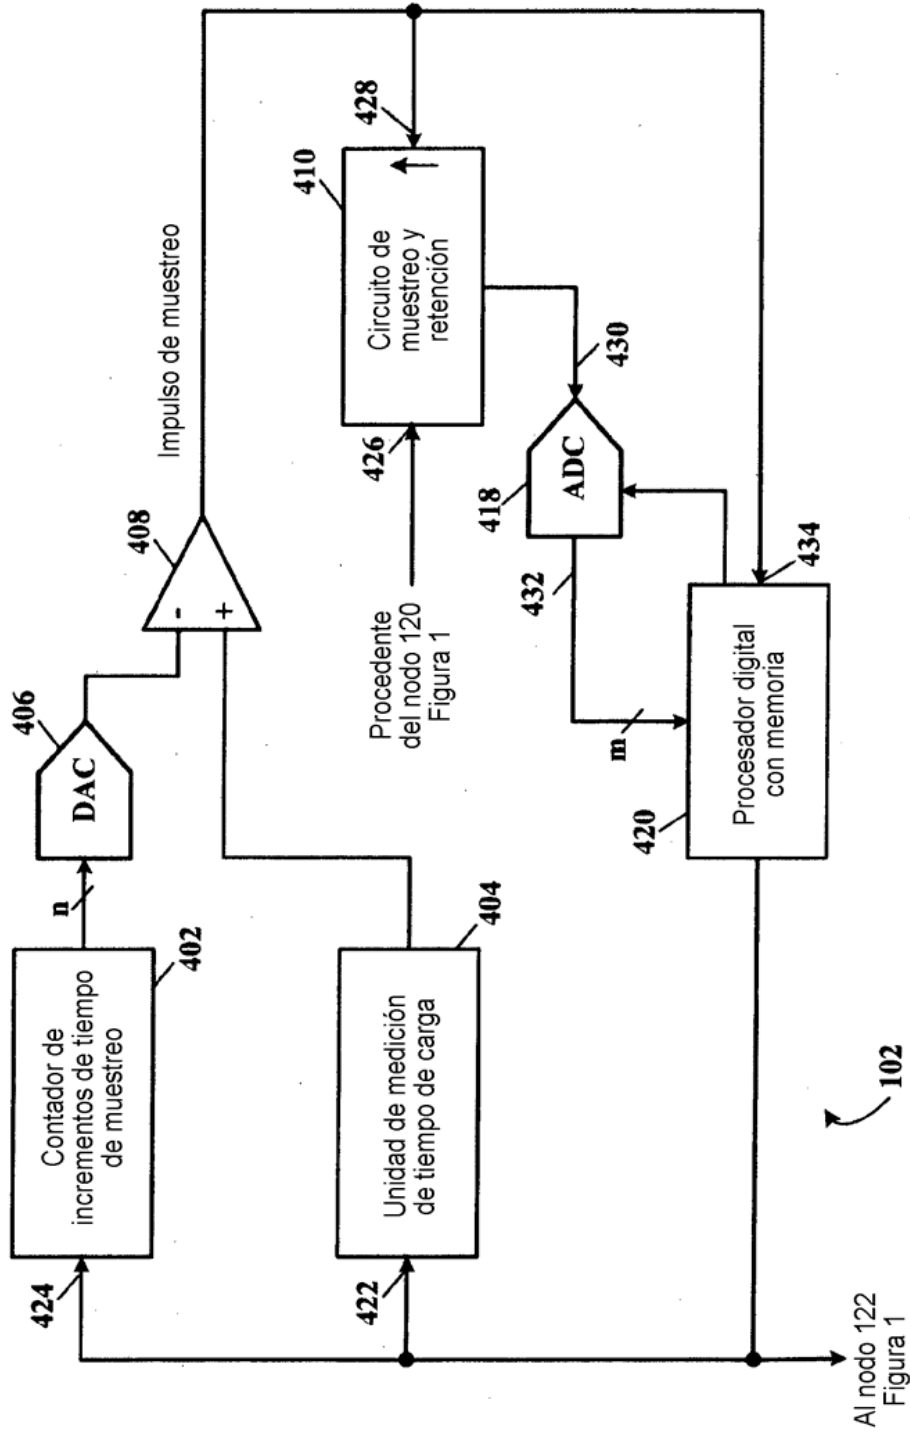 424
Contador de
incrementos de tiempo
de muestreo
402
n
DAC
406
-
+
408
Impulso de muestreo
422
Unidad de medición
de tiempo de carga
404
Procedente
del nodo 120
Figura 1
426
Circuito de
muestreo y
retención
410
428
430
ADC
418
432
m
420
Procesador digital
con memoria
434
Al nodo 122
Figura 1
102